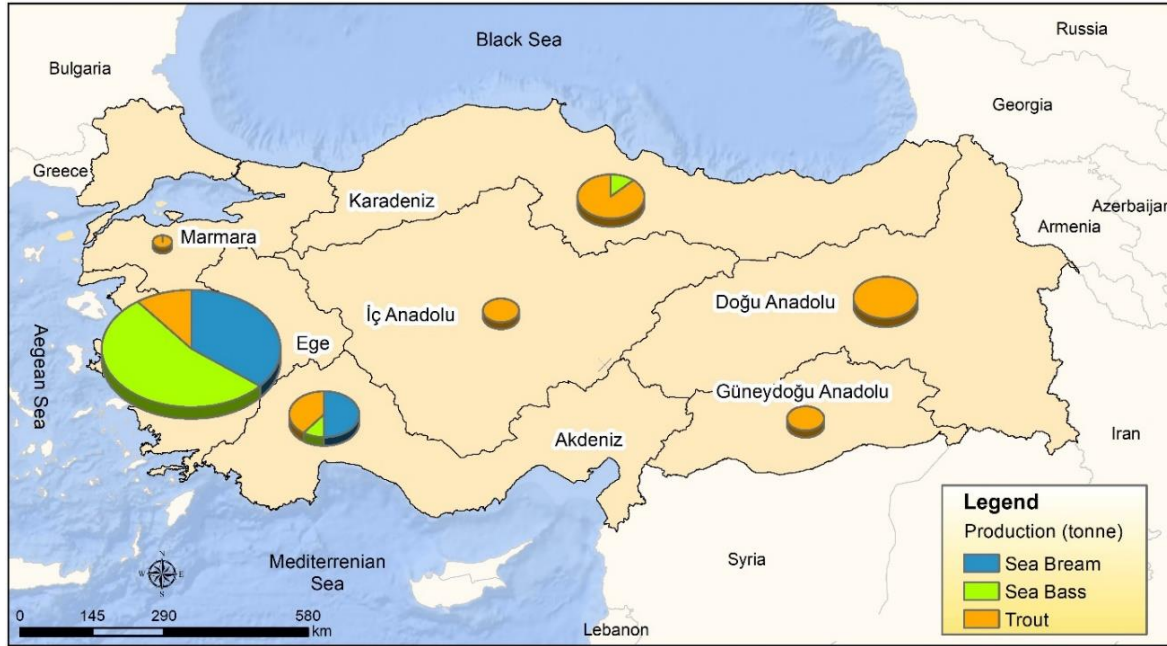 Black Sea
Russia
Bulgaria
Georgia
Greece
Karadeniz
Azerbaijan
Armenia
Marmara
İç Anadolu
Doğu Anadolu
Aegean Sea
Ege
Güneydoğu Anadolu
Akdeniz
Iran
Legend
Production (tonne)
Sea Bream
Sea Bass
Trout
Mediterrenian
Sea
Syria
Lebanon
N
W
E
S
0 145 290 580
km